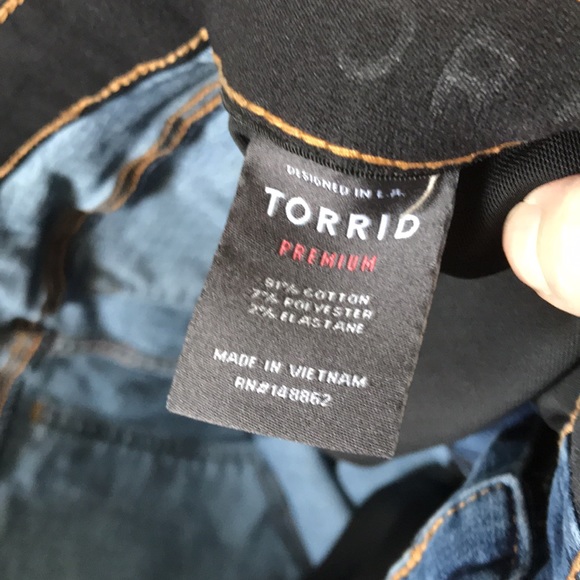 DESIGNED IN L.A.
TORRID
PREMIUM
91% COTTON
7% POLYESTER
2% ELASTANE
MADE IN VIETNAM
RN#148862